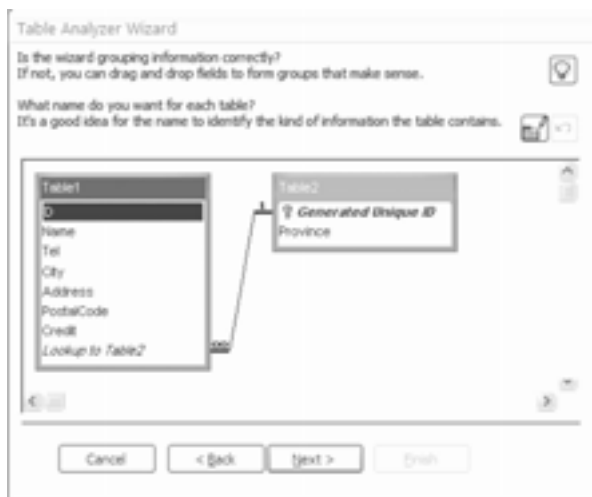 Table Analyzer Wizard
Is the wizard grouping information correctly?
If not, you can drag and drop fields to form groups that make sense.
What name do you want for each table?
It's a good idea for the name to identify the kind of information the table contains.
Table1
ID
Name
Tel
City
Address
PostalCode
Credit
Lookup to Table2
Table2
1
Generated Unique ID
Province
∞
Cancel
< Back
Next >
Finish